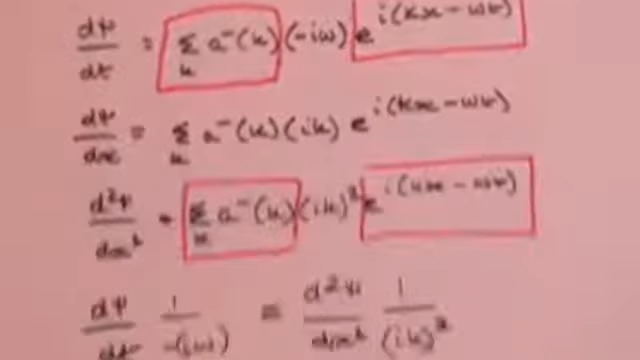 dψ/dt = Σ_k a⁻(k) (-iω) e^{i(kx - ωt)}
dψ/dx = Σ_k a⁻(k) (ik) e^{i(kx - ωt)}
d²ψ/dx² = Σ_k a⁻(k) (ik)² e^{i(kx - ωt)}
dψ/dt 1/-(iω) = d²ψ/dx² 1/(ik)²